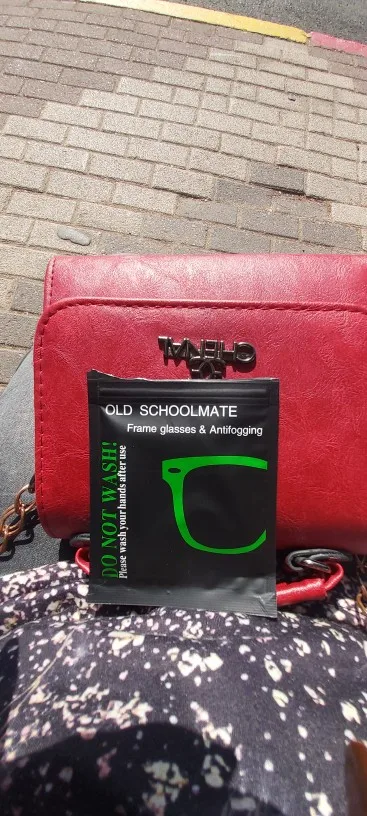 OLD SCHOOLMATE
Frame glasses & Antifogging
DO NOT WASH!
Please wash your hands after use